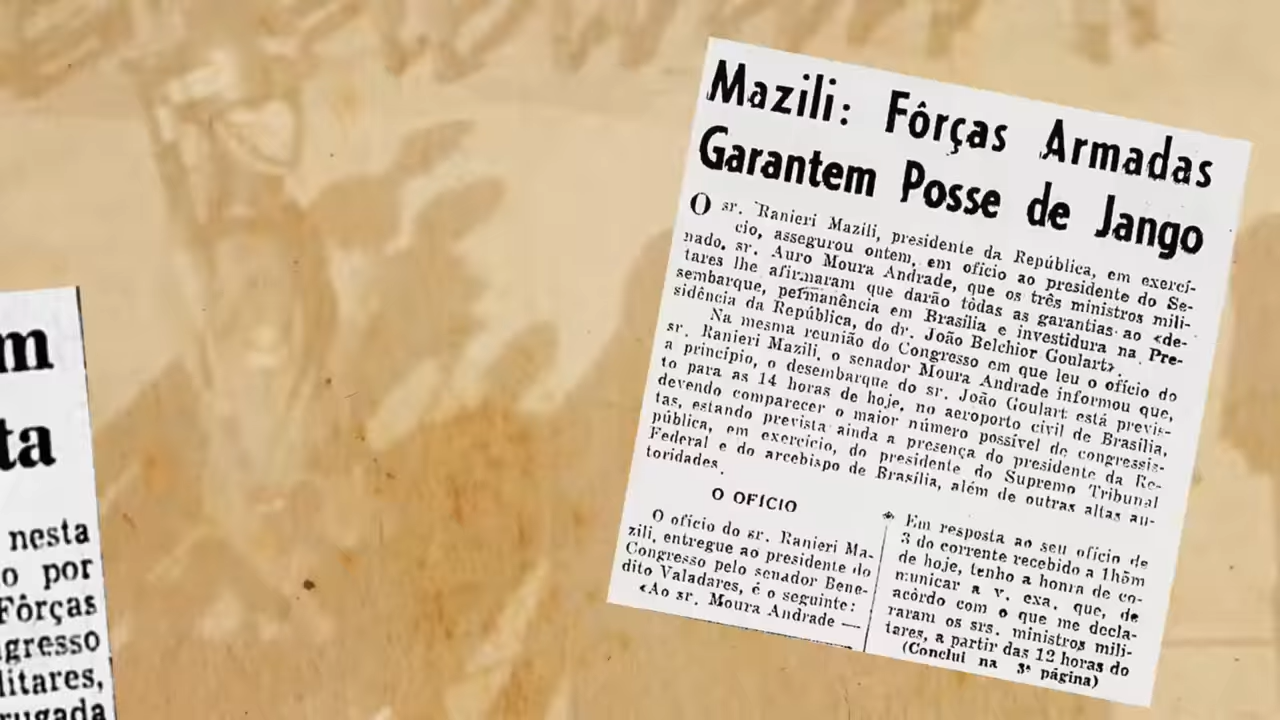 m
ta
nesta
o por
Fôrças
gresso
litares,
rugada
Mazili: Fôrças Armadas
Garantem Posse de Jango
O sr. Ranieri Mazili, presidente da República, em exercí-
cio, assegurou ontem, em ofício ao presidente do Se-
nado, sr. Auro Moura Andrade, que os três ministros mili-
tares lhe afirmaram que darão tôdas as garantias ao «de-
sembarque, permanência em Brasília e investidura na Pre-
sidência da República, do dr. João Belchior Goulart».
Na mesma reunião do Congresso em que leu o ofício do
sr. Ranieri Mazili, o senador Moura Andrade informou que,
a princípio, o desembarque do sr. João Goulart está previs-
to para as 14 horas de hoje, no aeroporto civil de Brasília,
devendo comparecer o maior número possível de congressis-
tas, estando prevista ainda a presença do presidente da Re-
pública, em exercício, do presidente do Supremo Tribunal
Federal e do arcebispo de Brasília, além de outras altas au-
toridades.
O OFÍCIO
O ofício do sr. Ranieri Ma-
zili, entregue ao presidente do
Congresso pelo senador Bene-
dito Valadares, é o seguinte:
«Ao sr. Moura Andrade —
Em resposta ao seu ofício de
3 do corrente recebido a 1h5m
de hoje, tenho a honra de co-
municar a v. exa. que, de
acôrdo com o que me decla-
raram os srs. ministros mili-
tares, a partir das 12 horas do
(Conclui na 3ª página)